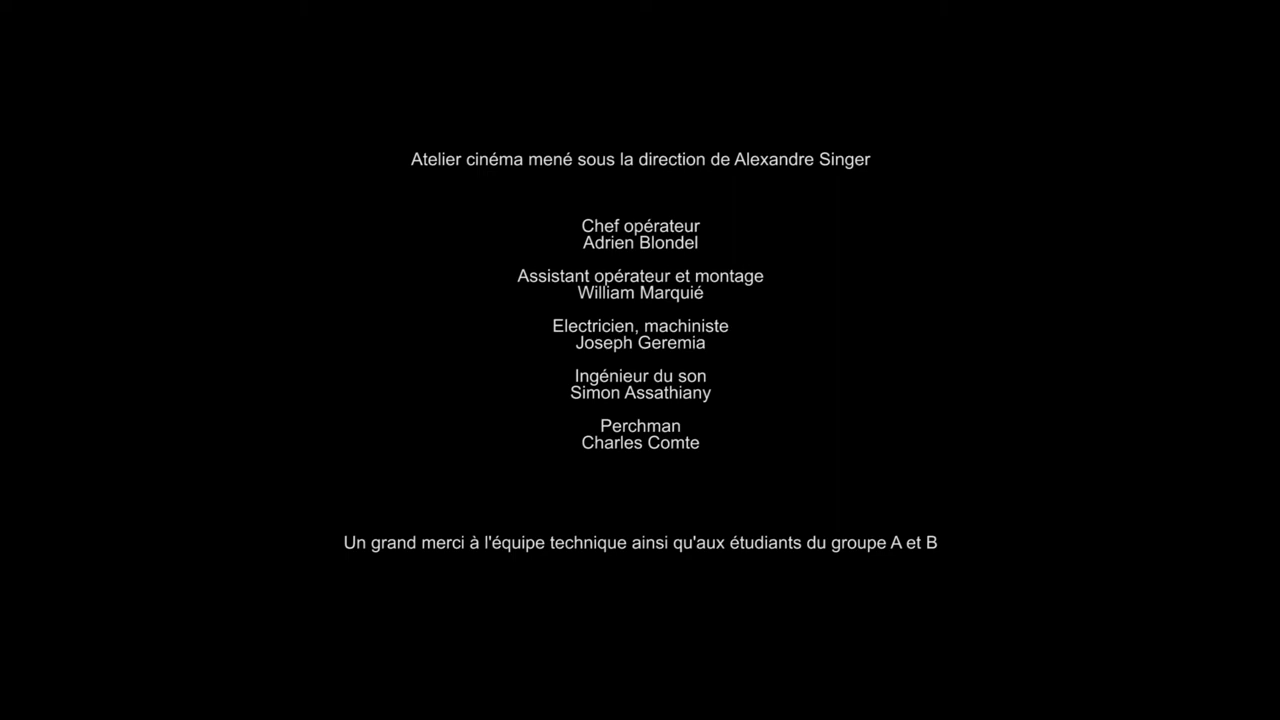 Atelier cinéma mené sous la direction de Alexandre Singer
Chef opérateur
Adrien Blondel
Assistant opérateur et montage
William Marquié
Electricien, machiniste
Joseph Geremia
Ingénieur du son
Simon Assathiany
Perchman
Charles Comte
Un grand merci à l'équipe technique ainsi qu'aux étudiants du groupe A et B